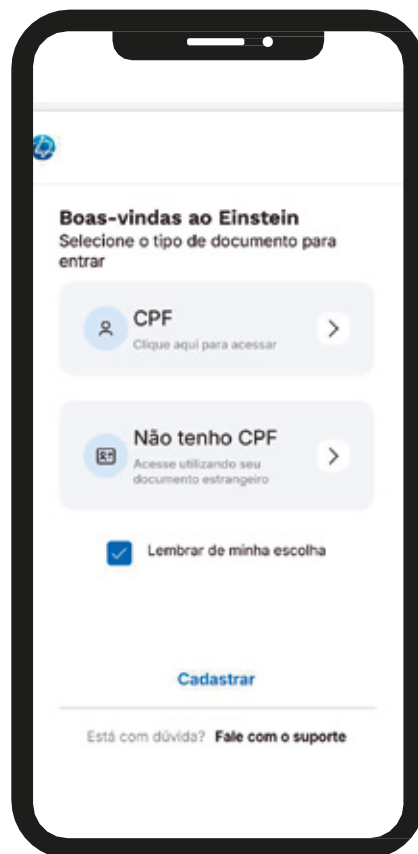 Boas-vindas ao Einstein
Selecione o tipo de documento para
entrar
CPF
Clique aqui para acessar
Não tenho CPF
Acesse utilizando seu
documento estrangeiro
Lembrar de minha escolha
Cadastrar
Está com dúvida? Fale com o suporte